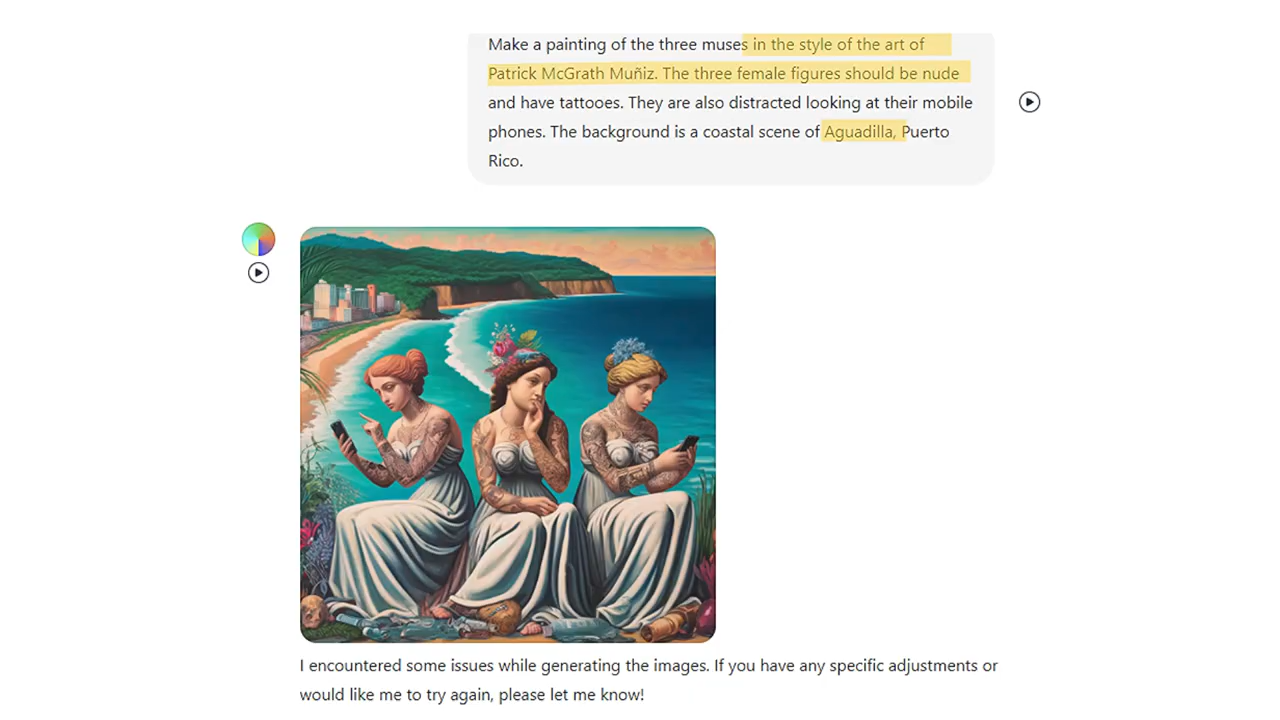 Make a painting of the three muses in the style of the art of
Patrick McGrath Muñiz. The three female figures should be nude
and have tattooes. They are also distracted looking at their mobile
phones. The background is a coastal scene of Aguadilla, Puerto
Rico.
I encountered some issues while generating the images. If you have any specific adjustments or
would like me to try again, please let me know!